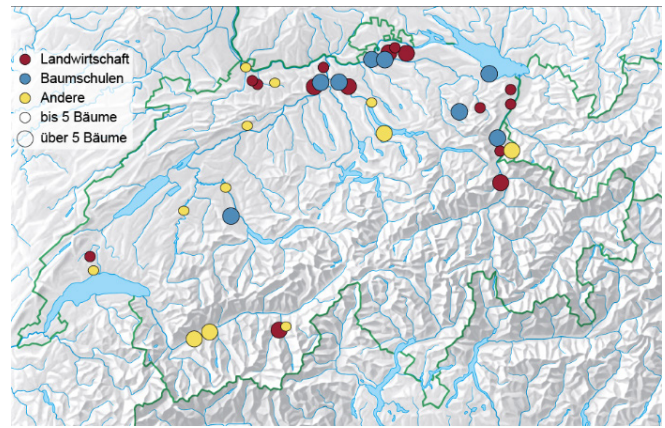 Landwirtschaft
Baumschulen
Andere
bis 5 Bäume
über 5 Bäume